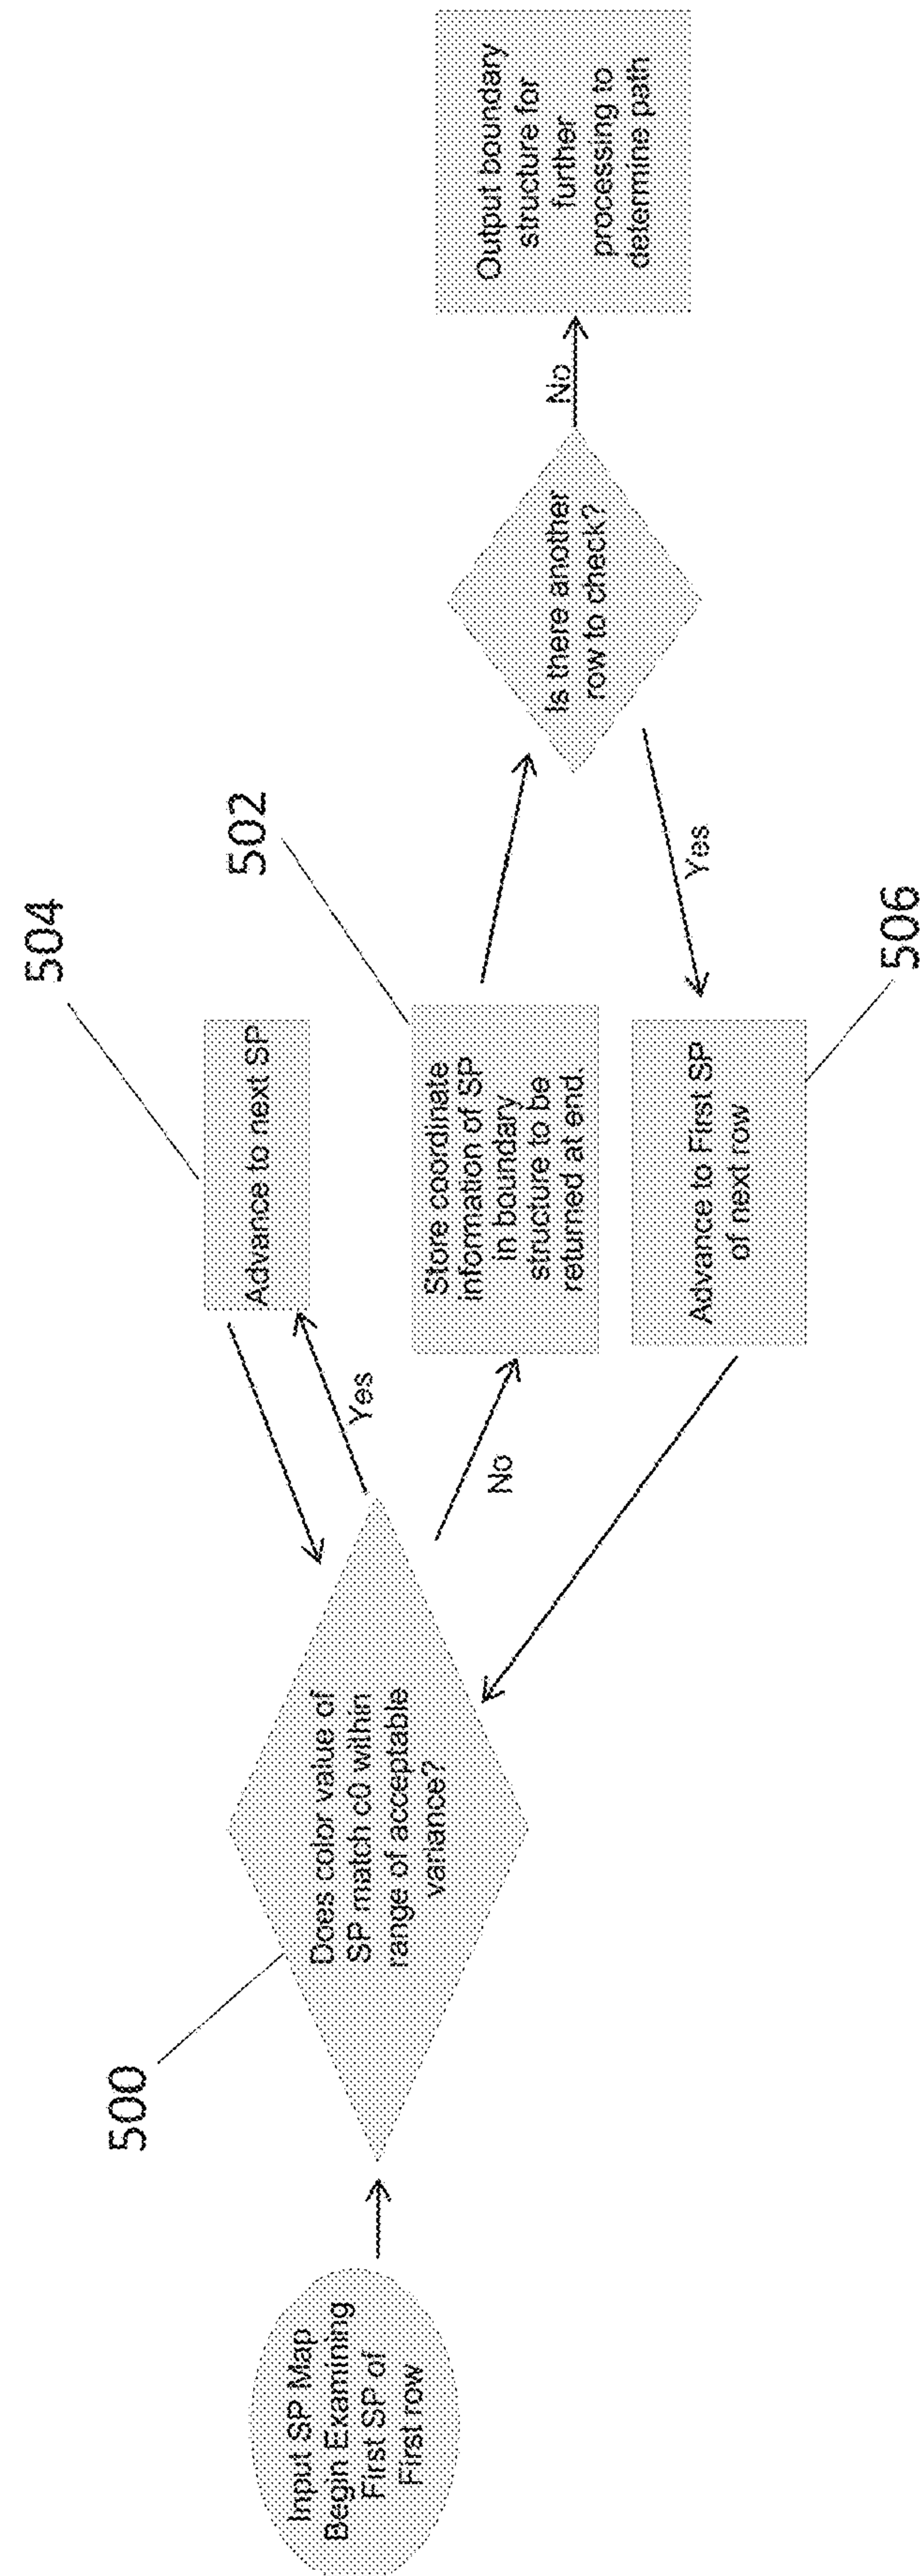 Input SP Map
Begin Examining
First SP of
First row
500
Does color value of
SP match c0 within
range of acceptable
variance?
Yes
No
504
Advance to next SP
502
Store coordinate
information of SP
in boundary
structure to be
returned at end.
506
Advance to First SP
of next row
Yes
Is there another
row to check?
No
Output boundary
structure for
further
processing to
determine path